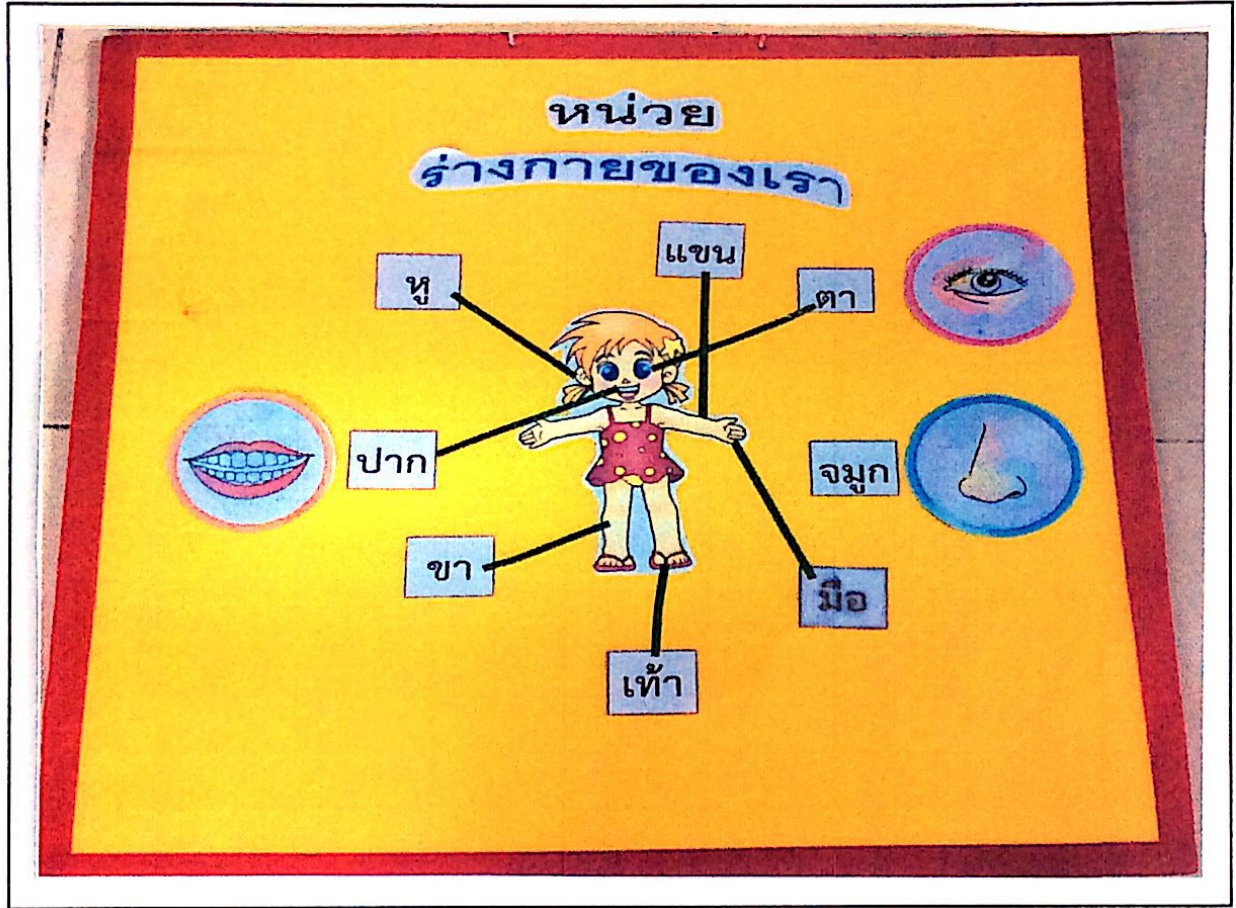 หน่วย
ร่างกายของเรา
แขน
หู
ตา
ปาก
จมูก
ขา
มือ
เท้า